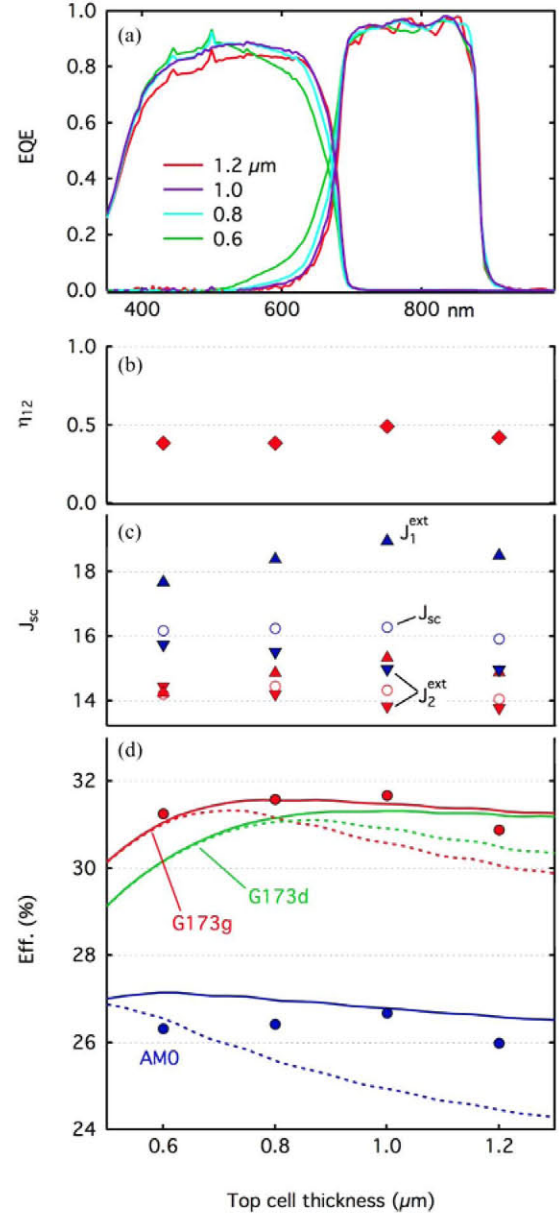 (a)
EQE
1.0
0.8
0.6
0.4
0.2
0.0
1.2 μm
1.0
0.8
0.6
400
600
800 nm
(b)
η12
1.0
0.5
0.0
(c)
Jsc
18
16
14
J1ext
Jsc
J2ext
(d)
Eff. (%)
32
30
28
26
24
G173g
G173d
AM0
0.6
0.8
1.0
1.2
Top cell thickness (μm)